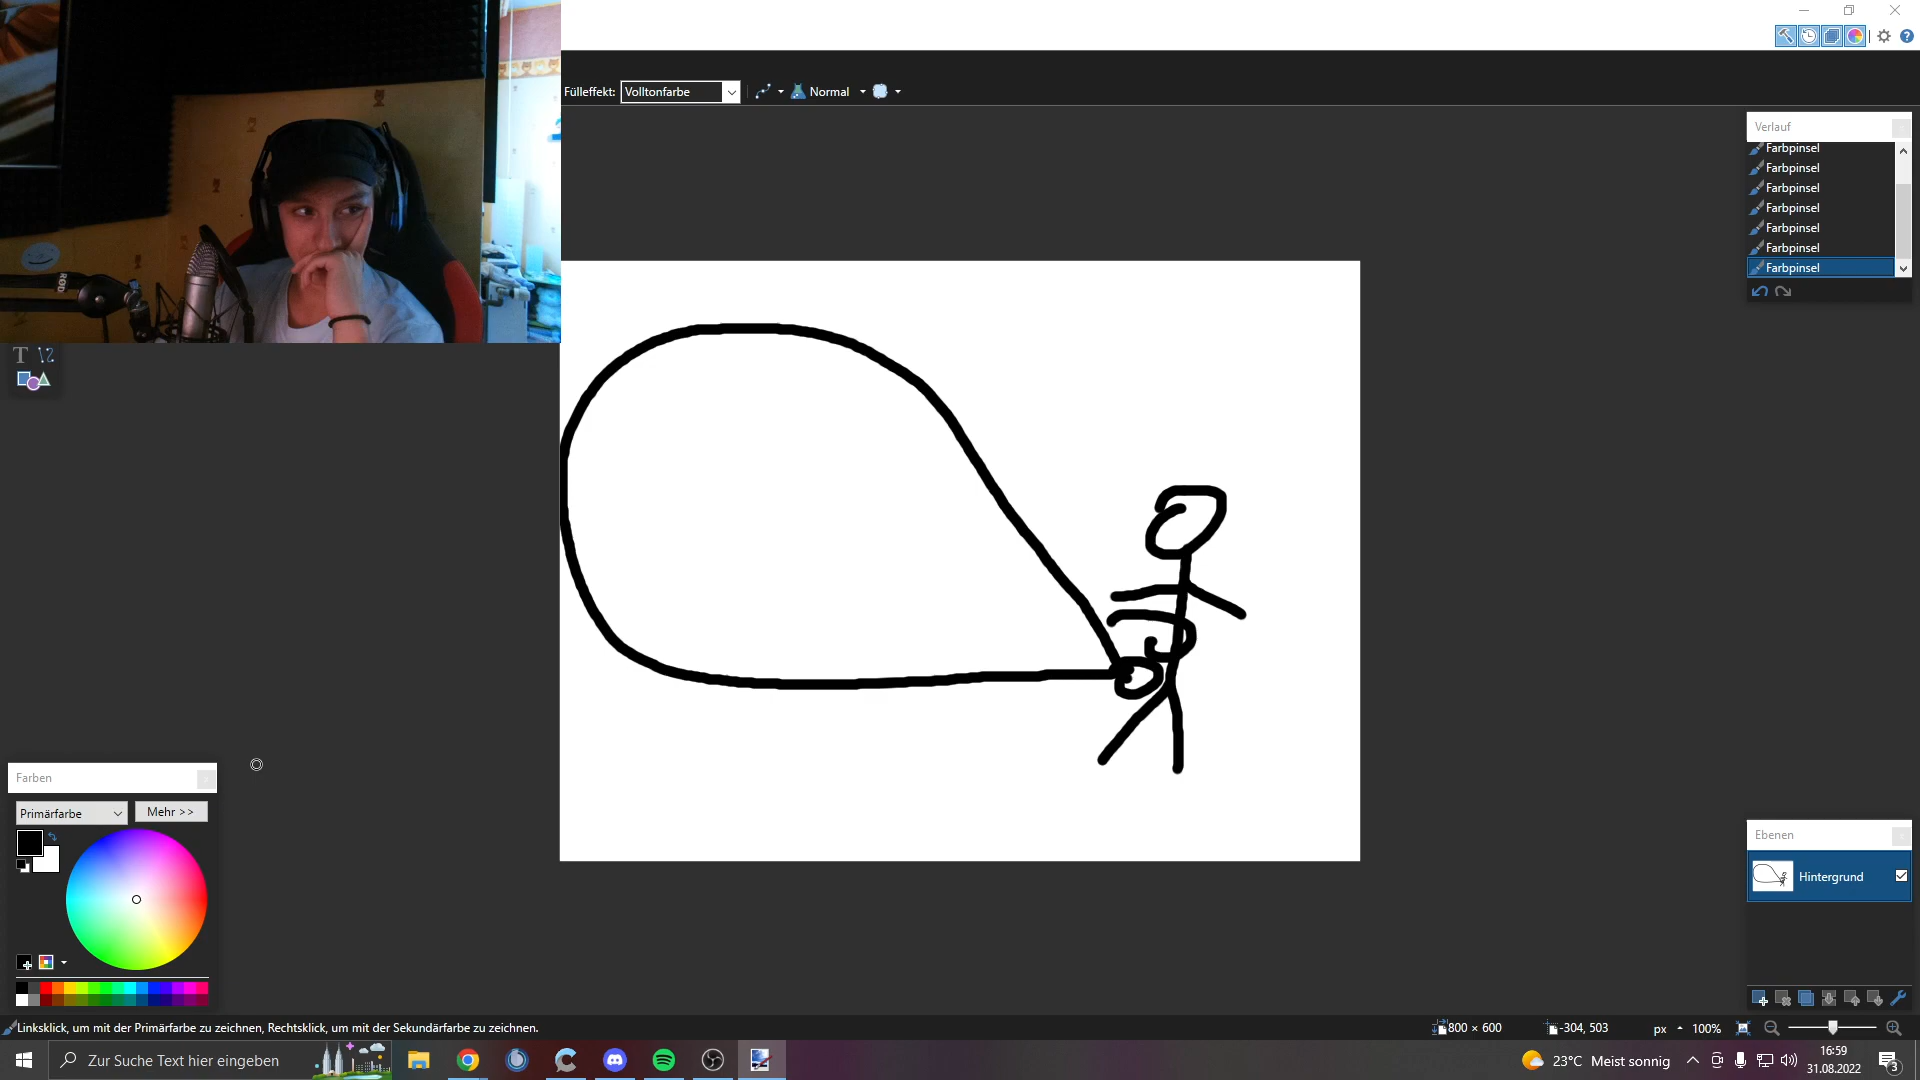 RØD
Fülleffekt: Volltonfarbe Normal
Verlauf
Farbpinsel
Farbpinsel
Farbpinsel
Farbpinsel
Farbpinsel
Farbpinsel
Farbpinsel
T
Farben
Primärfarbe Mehr >>
Ebenen
Hintergrund
Linksklick, um mit der Primärfarbe zu zeichnen, Rechtsklick, um mit der Sekundärfarbe zu zeichnen.
800 × 600 -304, 503 px 100%
Zur Suche Text hier eingeben
23°C Meist sonnig
16:59
31.08.2022
3